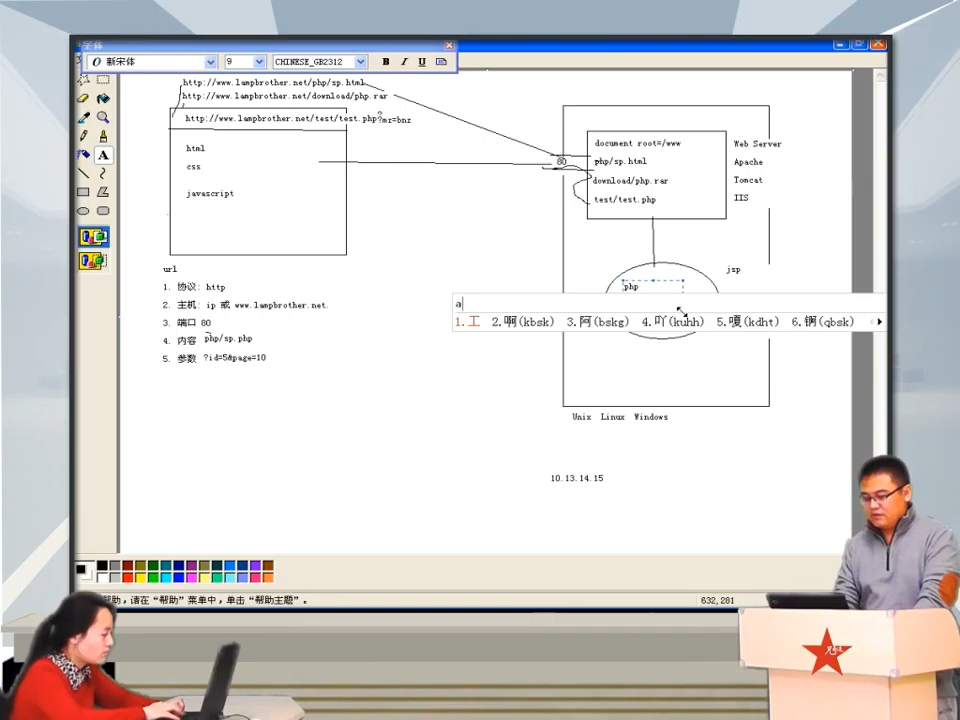 字体
新宋体 9 CHINESE_GB2312 B I U
http://www.lampbrother.net/php/sp.html
http://www.lampbrother.net/download/php.rar
http://www.lampbrother.net/test/test.php?mz=bnz
html
css
javascript
80
document root=/www
php/sp.html
download/php.rar
test/test.php
Web Server
Apache
Tomcat
IIS
url
1. 协议: http
2. 主机: ip 或 www.lampbrother.net.
3. 端口 80
4. 内容 php/sp.php
5. 参数 ?id=5&page=10
jsp
php
a
1.工 2.啊(kbsk) 3.阿(bskg) 4.吖(kuhh) 5.嗄(kdht) 6.锕(qbsk)
Unix Linux Windows
10.13.14.15
帮助,请在“帮助”菜单中,单击“帮助主题”。
632,281